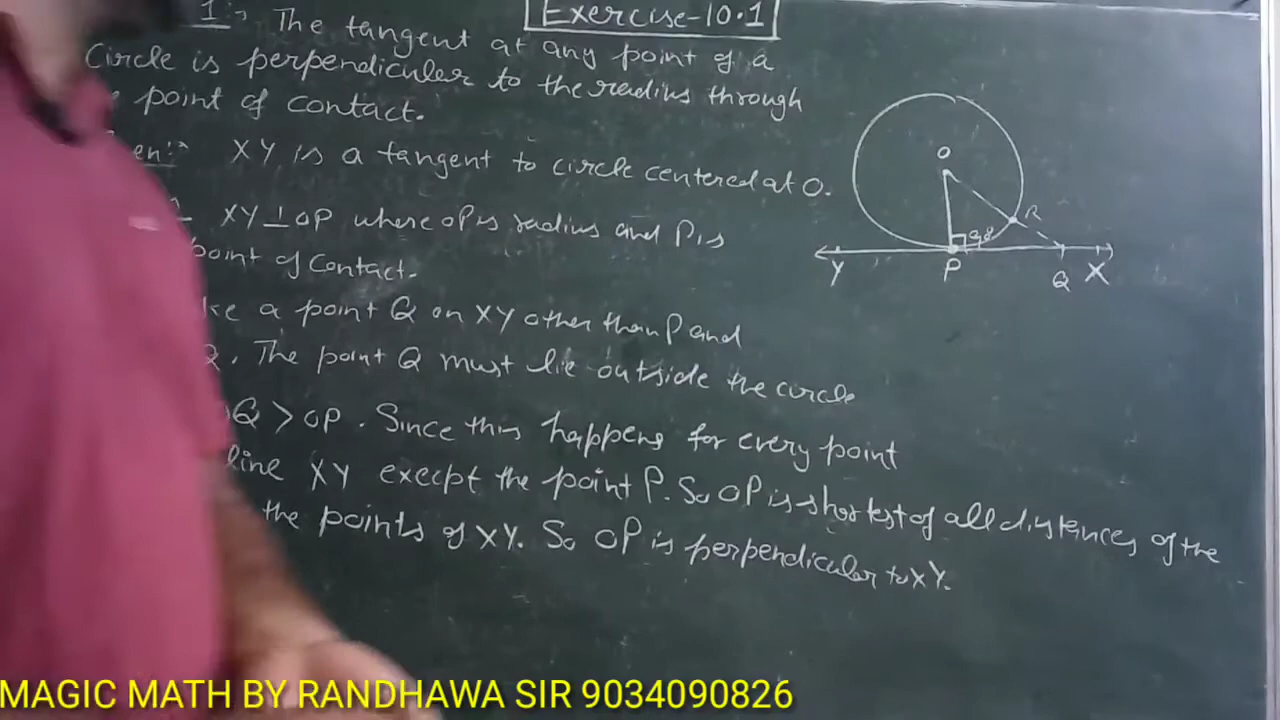 Exercise-10.1
1:- The tangent at any point of a
Circle is perpendicular to the radius through
point of contact.
en:- XY is a tangent to circle centered at O.
XY ⊥ OP where OP is radius and P is
point of Contact.
ke a point Q on XY other than P and
Q. The point Q must lie outside the circle
OQ > OP. Since this happens for every point
line XY except the point P. So OP is shortest of all distances of the
the points of XY. So OP is perpendicular to XY.
O
R
90°
Y P Q X
MAGIC MATH BY RANDHAWA SIR 9034090826